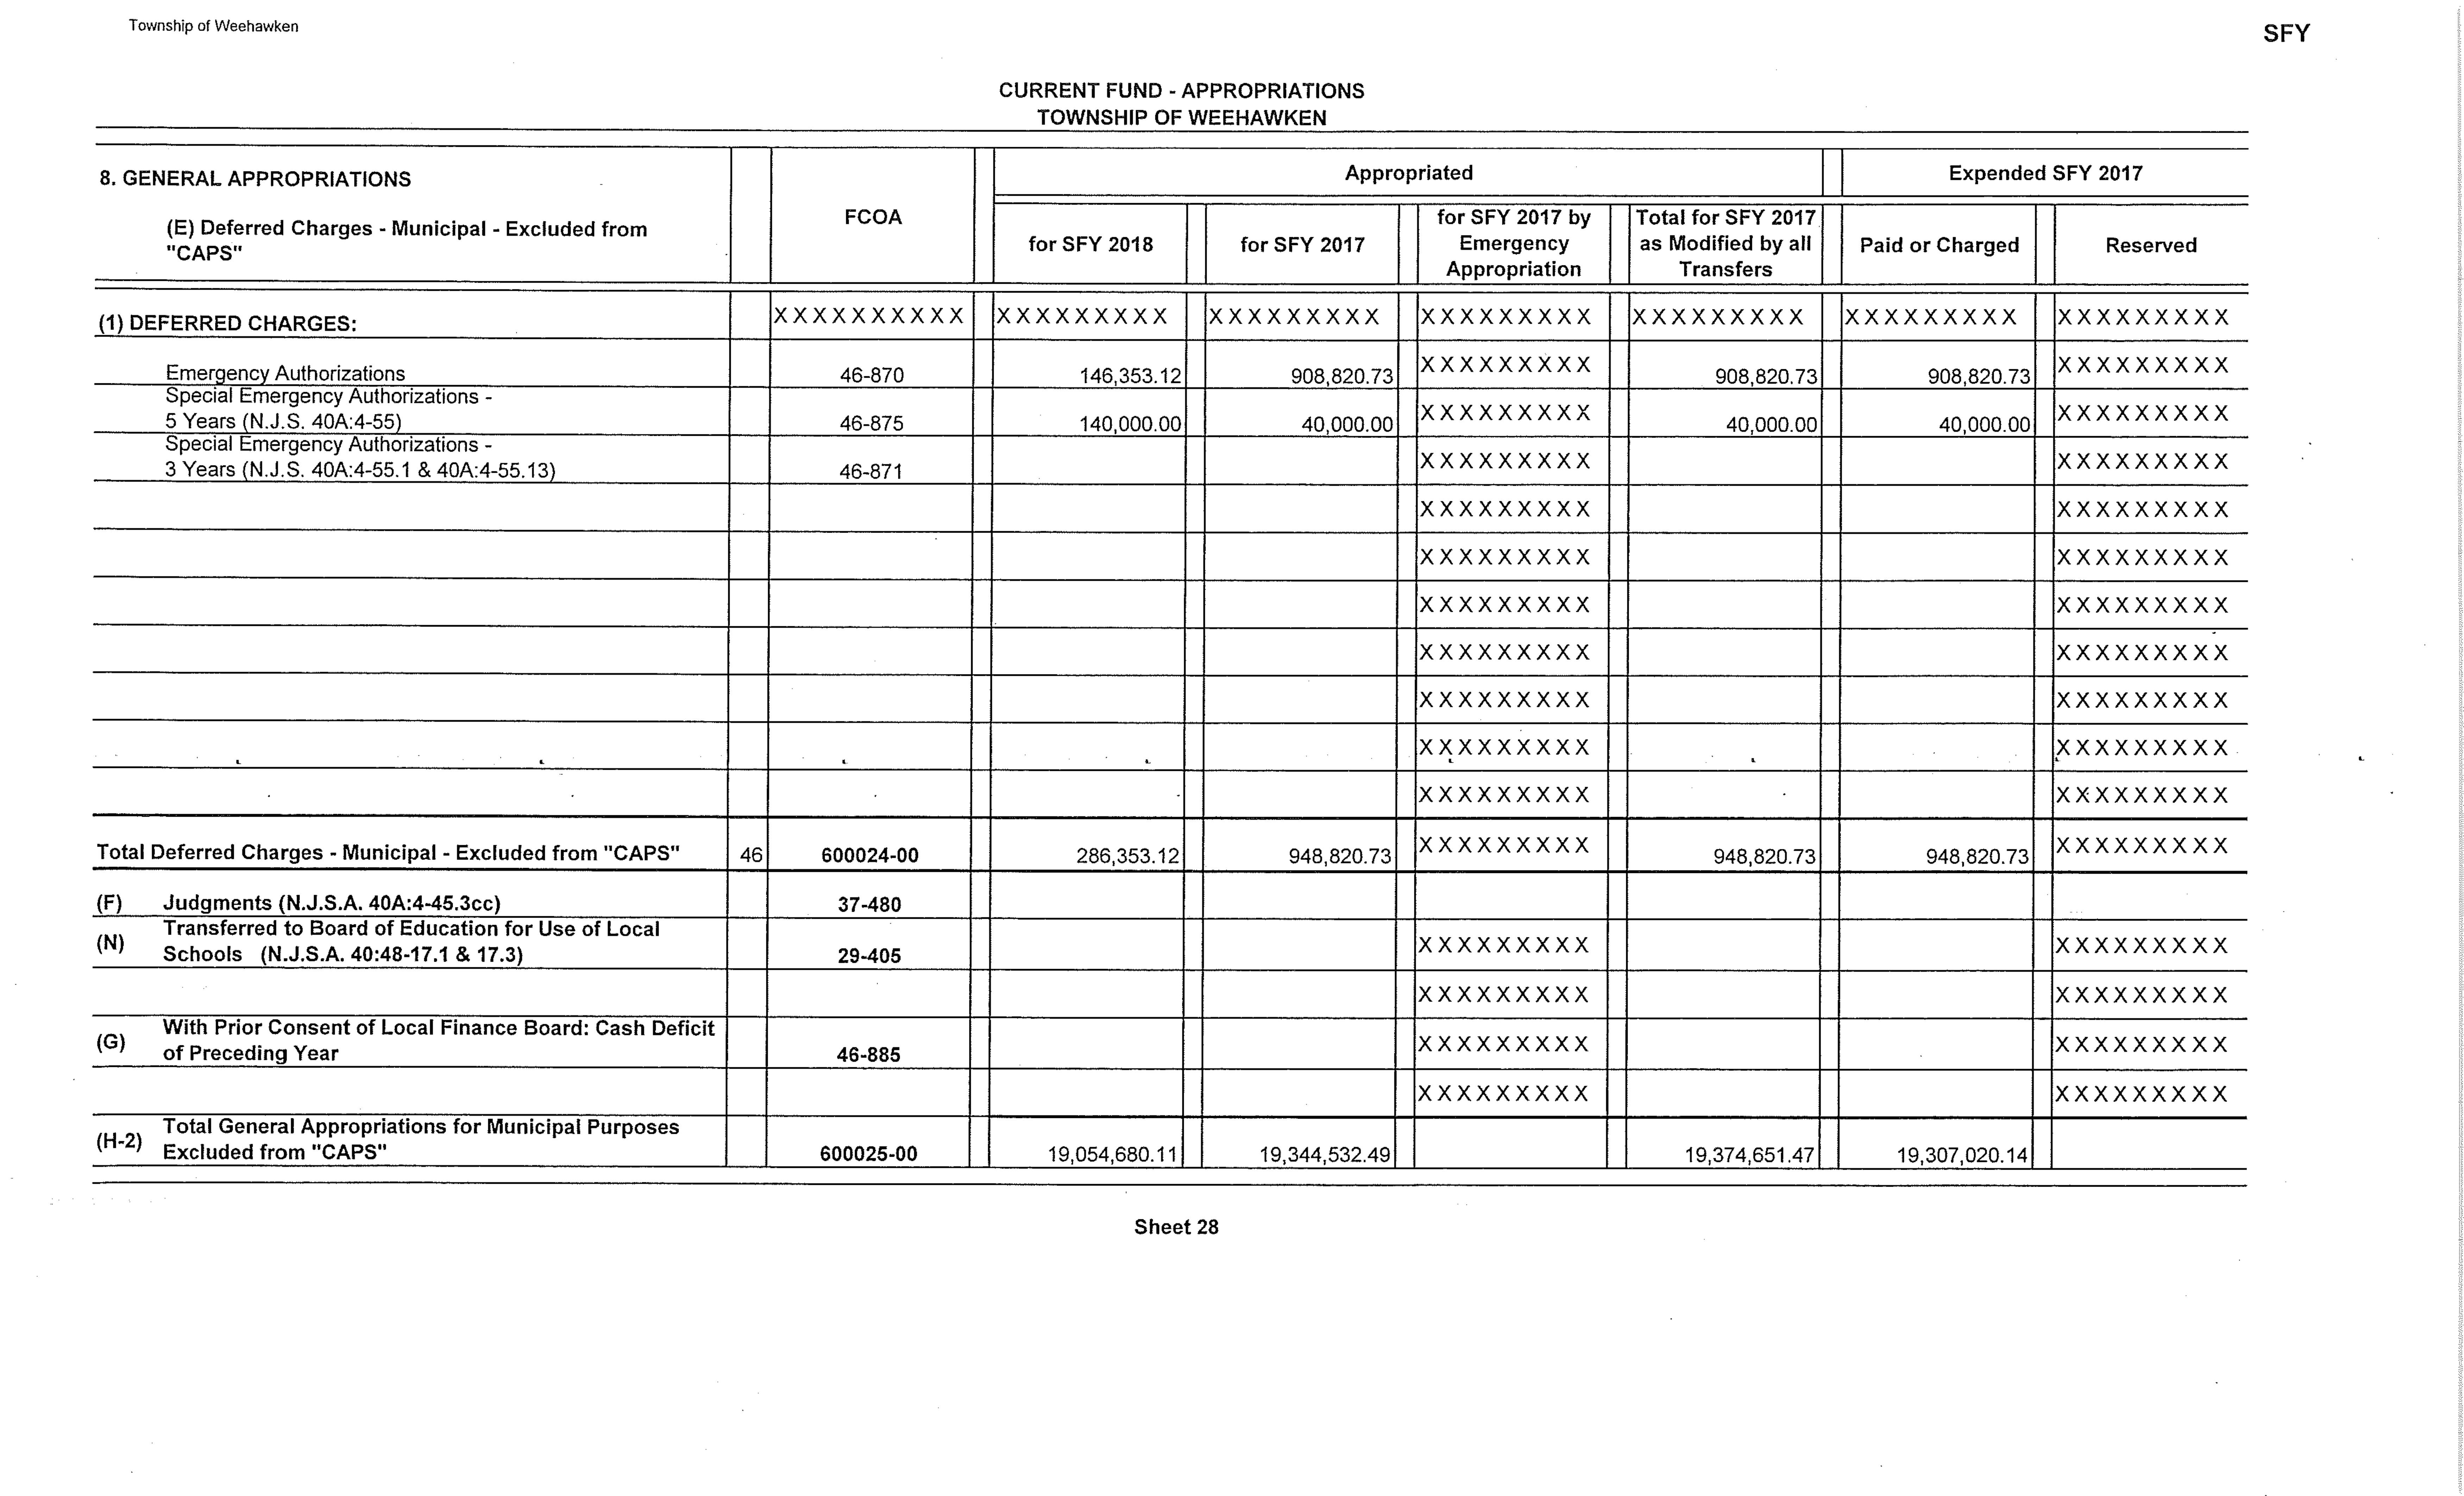 Township of Weehawken
SFY
CURRENT FUND - APPROPRIATIONS
TOWNSHIP OF WEEHAWKEN
8. GENERAL APPROPRIATIONS
(E) Deferred Charges - Municipal - Excluded from
"CAPS"
FCOA
Appropriated
Expended SFY 2017
for SFY 2018
for SFY 2017
for SFY 2017 by
Emergency
Appropriation
Total for SFY 2017
as Modified by all
Transfers
Paid or Charged
Reserved
(1) DEFERRED CHARGES: XXXXXXXXXX XXXXXXXXX XXXXXXXXX XXXXXXXXX XXXXXXXXX XXXXXXXXX XXXXXXXXX
Emergency Authorizations 46-870 146,353.12 908,820.73 XXXXXXXXX 908,820.73 908,820.73 XXXXXXXXX
Special Emergency Authorizations -
5 Years (N.J.S. 40A:4-55) 46-875 140,000.00 40,000.00 XXXXXXXXX 40,000.00 40,000.00 XXXXXXXXX
Special Emergency Authorizations -
3 Years (N.J.S. 40A:4-55.1 & 40A:4-55.13) 46-871 XXXXXXXXX XXXXXXXXX
XXXXXXXXX XXXXXXXXX
XXXXXXXXX XXXXXXXXX
XXXXXXXXX XXXXXXXXX
XXXXXXXXX XXXXXXXXX
XXXXXXXXX XXXXXXXXX
XXXXXXXXX XXXXXXXXX
XXXXXXXXX XXXXXXXXX
Total Deferred Charges - Municipal - Excluded from "CAPS" 46 600024-00 286,353.12 948,820.73 XXXXXXXXX 948,820.73 948,820.73 XXXXXXXXX
(F) Judgments (N.J.S.A. 40A:4-45.3cc) 37-480
(N) Transferred to Board of Education for Use of Local
Schools (N.J.S.A. 40:48-17.1 & 17.3) 29-405 XXXXXXXXX XXXXXXXXX
XXXXXXXXX XXXXXXXXX
(G) With Prior Consent of Local Finance Board: Cash Deficit
of Preceding Year 46-885 XXXXXXXXX XXXXXXXXX
XXXXXXXXX XXXXXXXXX
(H-2) Total General Appropriations for Municipal Purposes
Excluded from "CAPS" 600025-00 19,054,680.11 19,344,532.49 19,374,651.47 19,307,020.14
Sheet 28